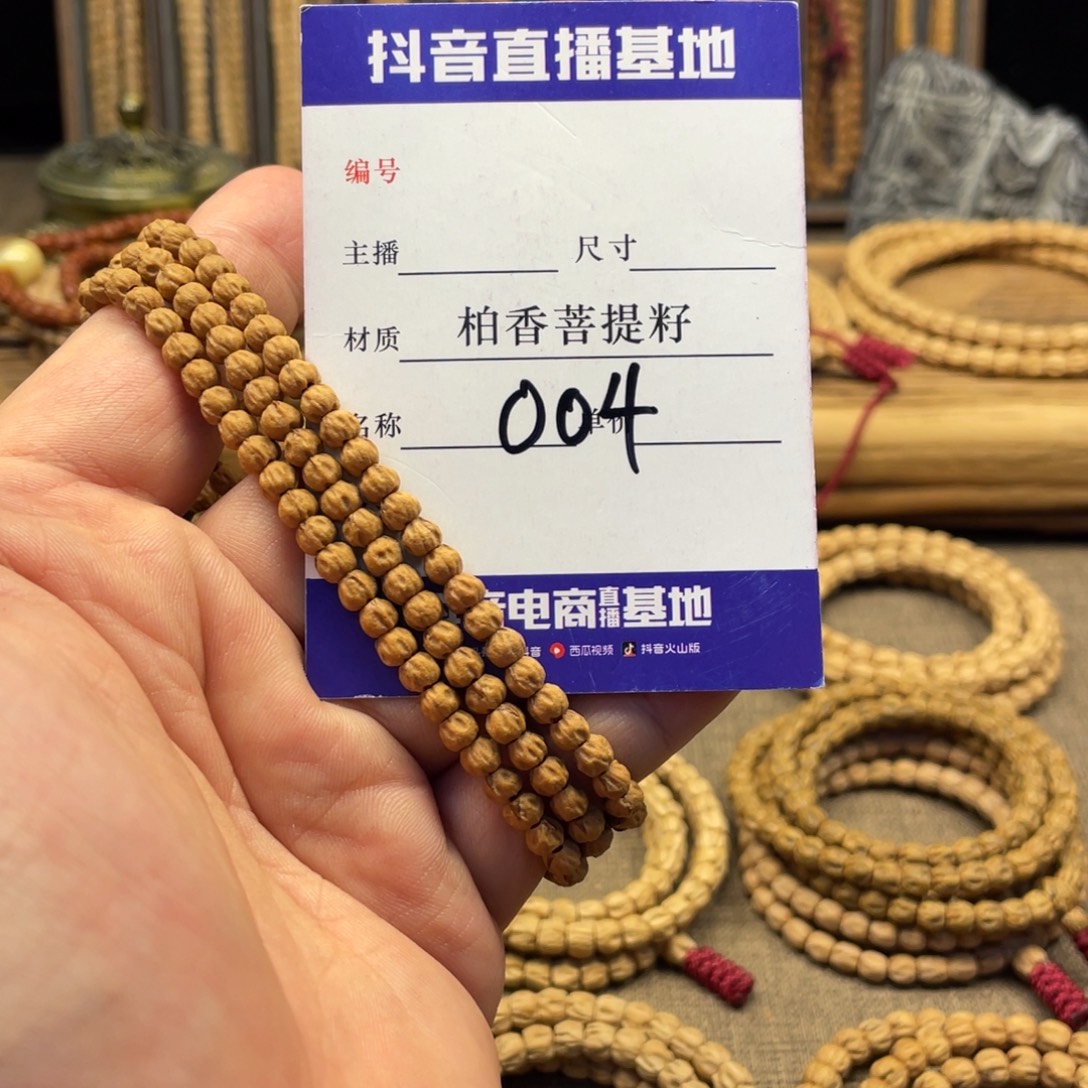 抖音直播基地
编号
主播 尺寸
材质 柏香菩提籽
名称 004 单价
电商直播基地
抖音 西瓜视频 抖音火山版